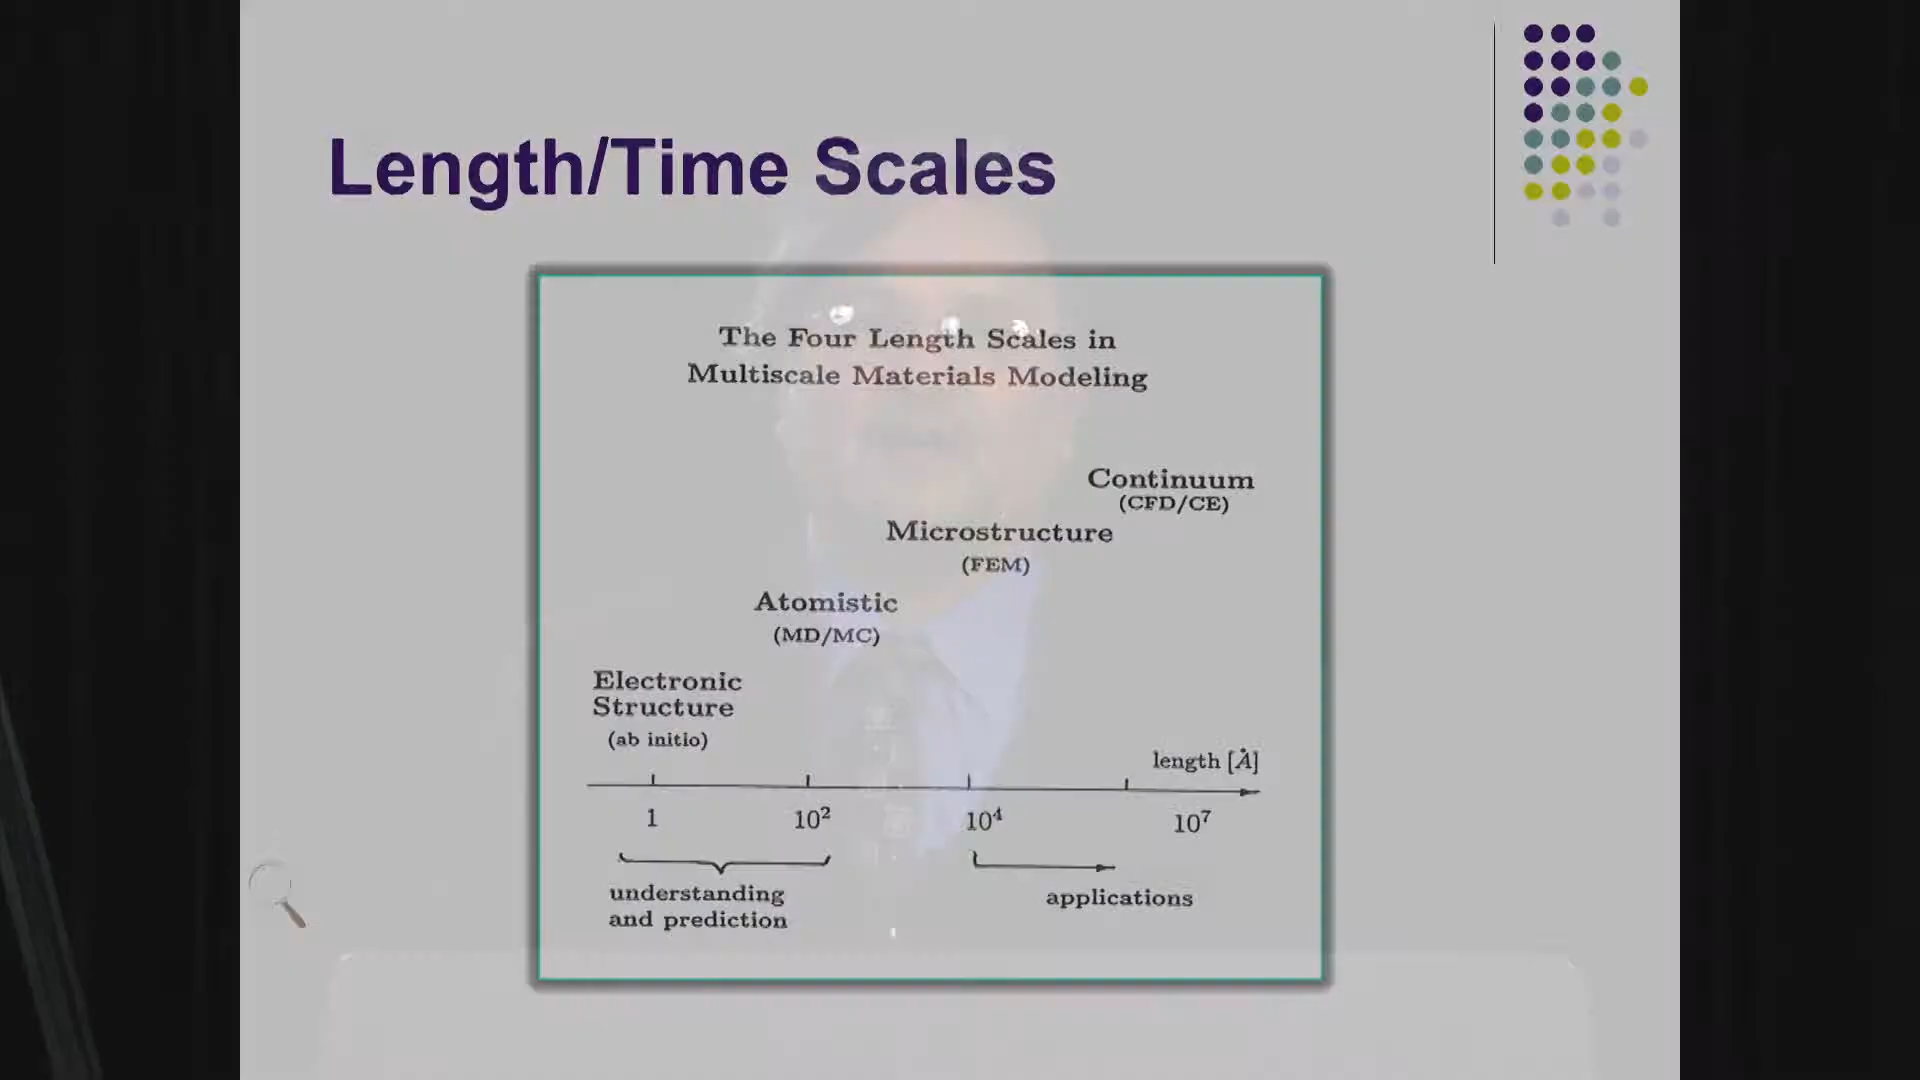 Length/Time Scales
The Four Length Scales in
Multiscale Materials Modeling
Continuum
(CFD/CE)
Microstructure
(FEM)
Atomistic
(MD/MC)
Electronic
Structure
(ab initio)
length [Å]
1 10² 10⁴ 10⁷
understanding
and prediction
applications